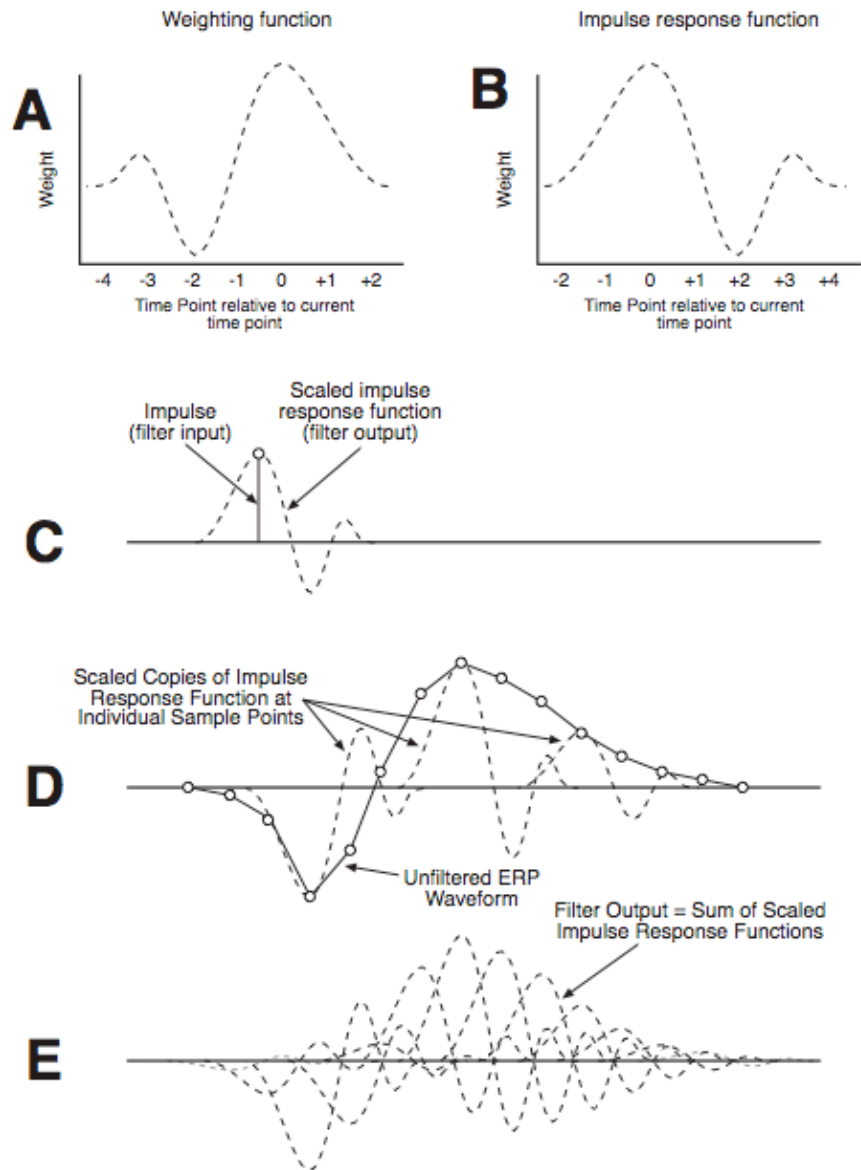 Weighting function
A
Weight
-4 -3 -2 -1 0 +1 +2
Time Point relative to current
time point
Impulse response function
B
Weight
-2 -1 0 +1 +2 +3 +4
Time Point relative to current
time point
C
Impulse
(filter input)
Scaled impulse
response function
(filter output)
D
Scaled Copies of Impulse
Response Function at
Individual Sample Points
Unfiltered ERP
Waveform
E
Filter Output = Sum of Scaled
Impulse Response Functions